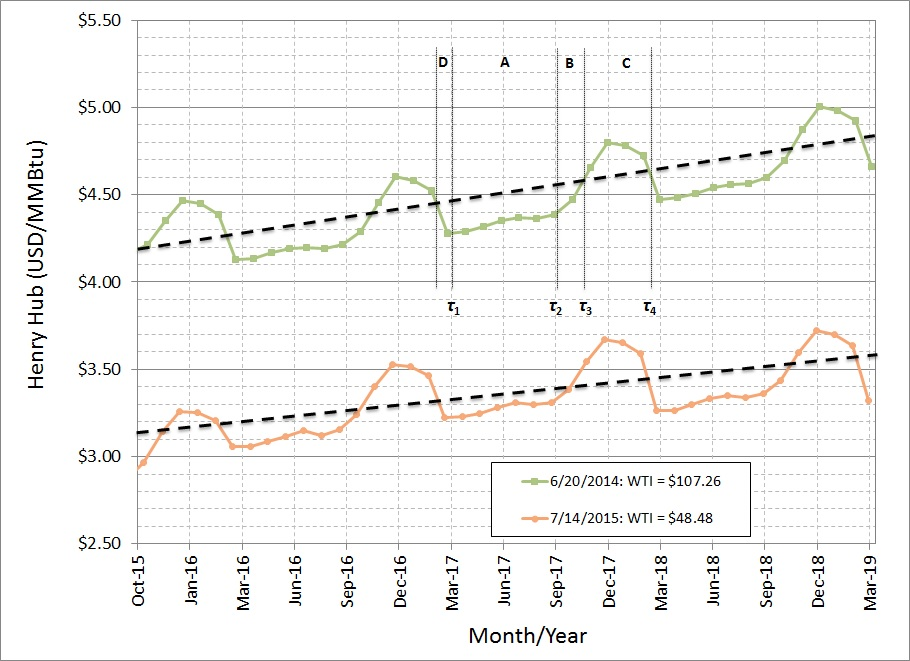 $5.50
$5.00
$4.50
$4.00
$3.50
$3.00
$2.50
Henry Hub (USD/MMBtu)
D A B C
τ1 τ2 τ3 τ4
6/20/2014: WTI = $107.26
7/14/2015: WTI = $48.48
Oct-15 Jan-16 Mar-16 Jun-16 Sep-16 Dec-16 Mar-17 Jun-17 Sep-17 Dec-17 Mar-18 Jun-18 Sep-18 Dec-18 Mar-19
Month/Year